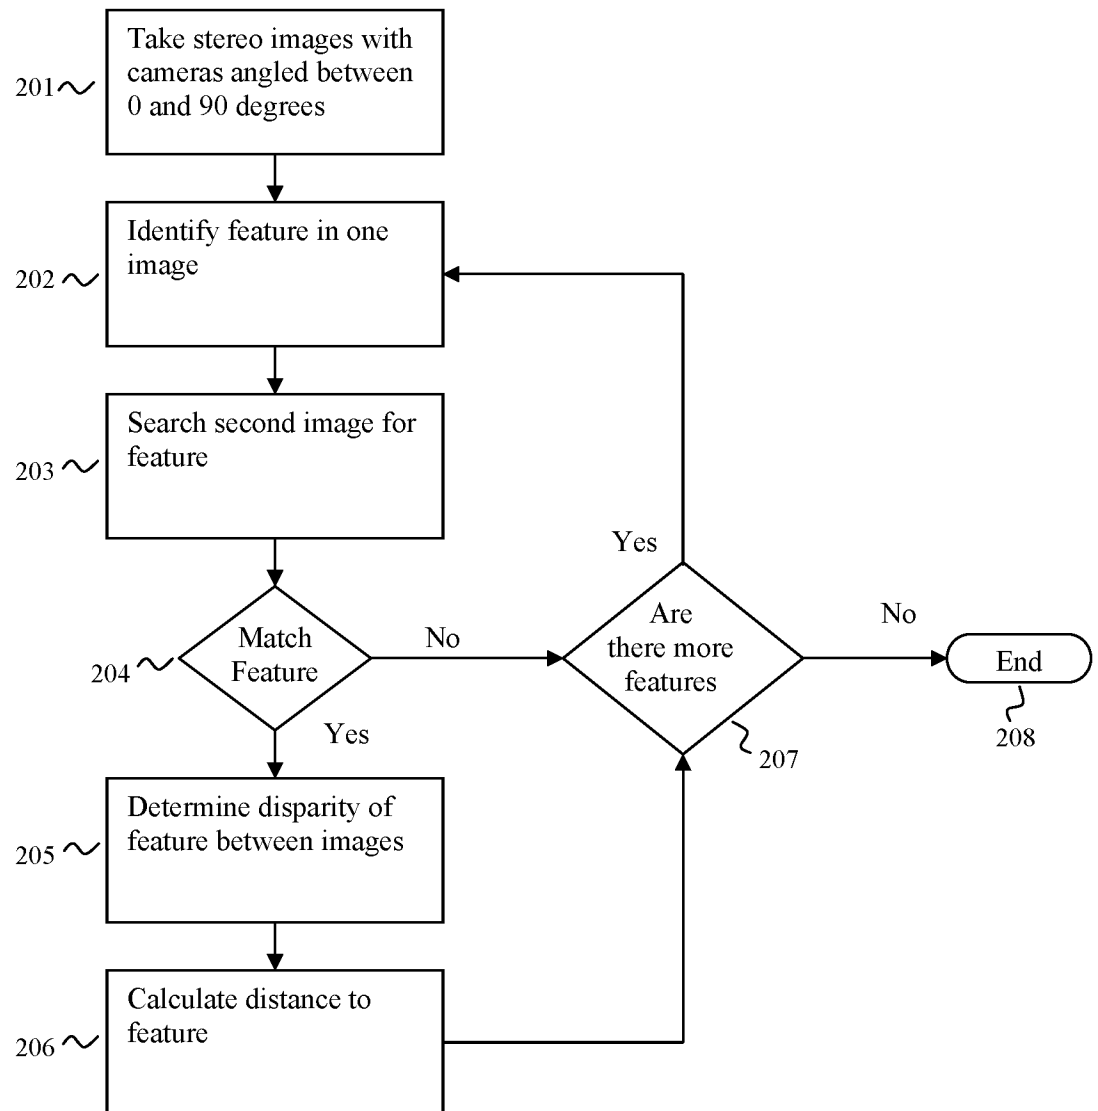 Take stereo images with
cameras angled between
0 and 90 degrees
201
Identify feature in one
image
202
Search second image for
feature
203
Match
Feature
204
No
Yes
Determine disparity of
feature between images
205
Calculate distance to
feature
206
Yes
Are
there more
features
207
No
End
208